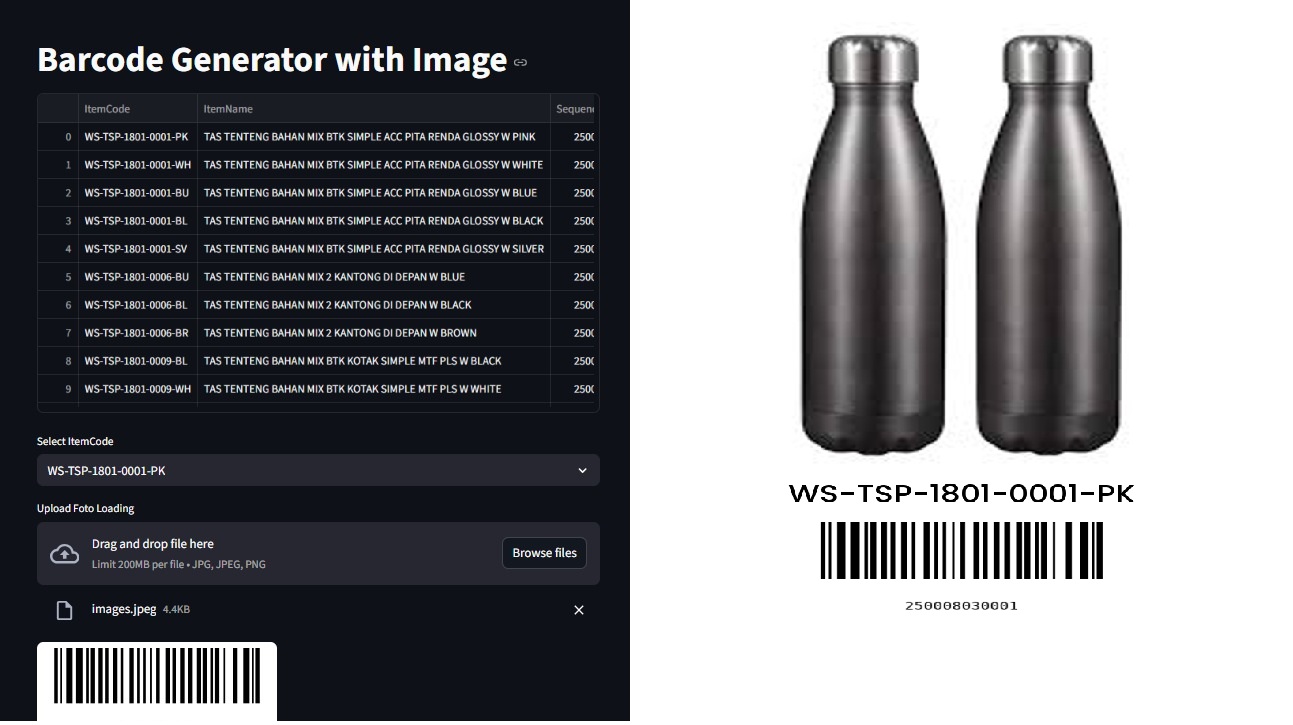 Barcode Generator with Image
ItemCode ItemName Sequen
0 WS-TSP-1801-0001-PK TAS TENTENG BAHAN MIX BTK SIMPLE ACC PITA RENDA GLOSSY W PINK 2500
1 WS-TSP-1801-0001-WH TAS TENTENG BAHAN MIX BTK SIMPLE ACC PITA RENDA GLOSSY W WHITE 2500
2 WS-TSP-1801-0001-BU TAS TENTENG BAHAN MIX BTK SIMPLE ACC PITA RENDA GLOSSY W BLUE 2500
3 WS-TSP-1801-0001-BL TAS TENTENG BAHAN MIX BTK SIMPLE ACC PITA RENDA GLOSSY W BLACK 2500
4 WS-TSP-1801-0001-SV TAS TENTENG BAHAN MIX BTK SIMPLE ACC PITA RENDA GLOSSY W SILVER 2500
5 WS-TSP-1801-0006-BU TAS TENTENG BAHAN MIX 2 KANTONG DI DEPAN W BLUE 2500
6 WS-TSP-1801-0006-BL TAS TENTENG BAHAN MIX 2 KANTONG DI DEPAN W BLACK 2500
7 WS-TSP-1801-0006-BR TAS TENTENG BAHAN MIX 2 KANTONG DI DEPAN W BROWN 2500
8 WS-TSP-1801-0009-BL TAS TENTENG BAHAN MIX BTK KOTAK SIMPLE MTF PLS W BLACK 2500
9 WS-TSP-1801-0009-WH TAS TENTENG BAHAN MIX BTK KOTAK SIMPLE MTF PLS W WHITE 2500
Select ItemCode
WS-TSP-1801-0001-PK
Upload Foto Loading
Drag and drop file here
Limit 200MB per file • JPG, JPEG, PNG
Browse files
images.jpeg 4.4KB
WS-TSP-1801-0001-PK
250008030001